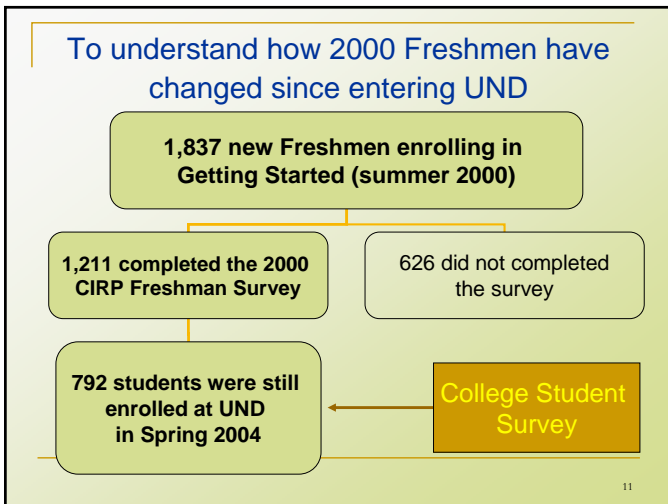 To understand how 2000 Freshmen have
changed since entering UND
1,837 new Freshmen enrolling in
Getting Started (summer 2000)
1,211 completed the 2000
CIRP Freshman Survey
626 did not completed
the survey
792 students were still
enrolled at UND
in Spring 2004
College Student
Survey
11